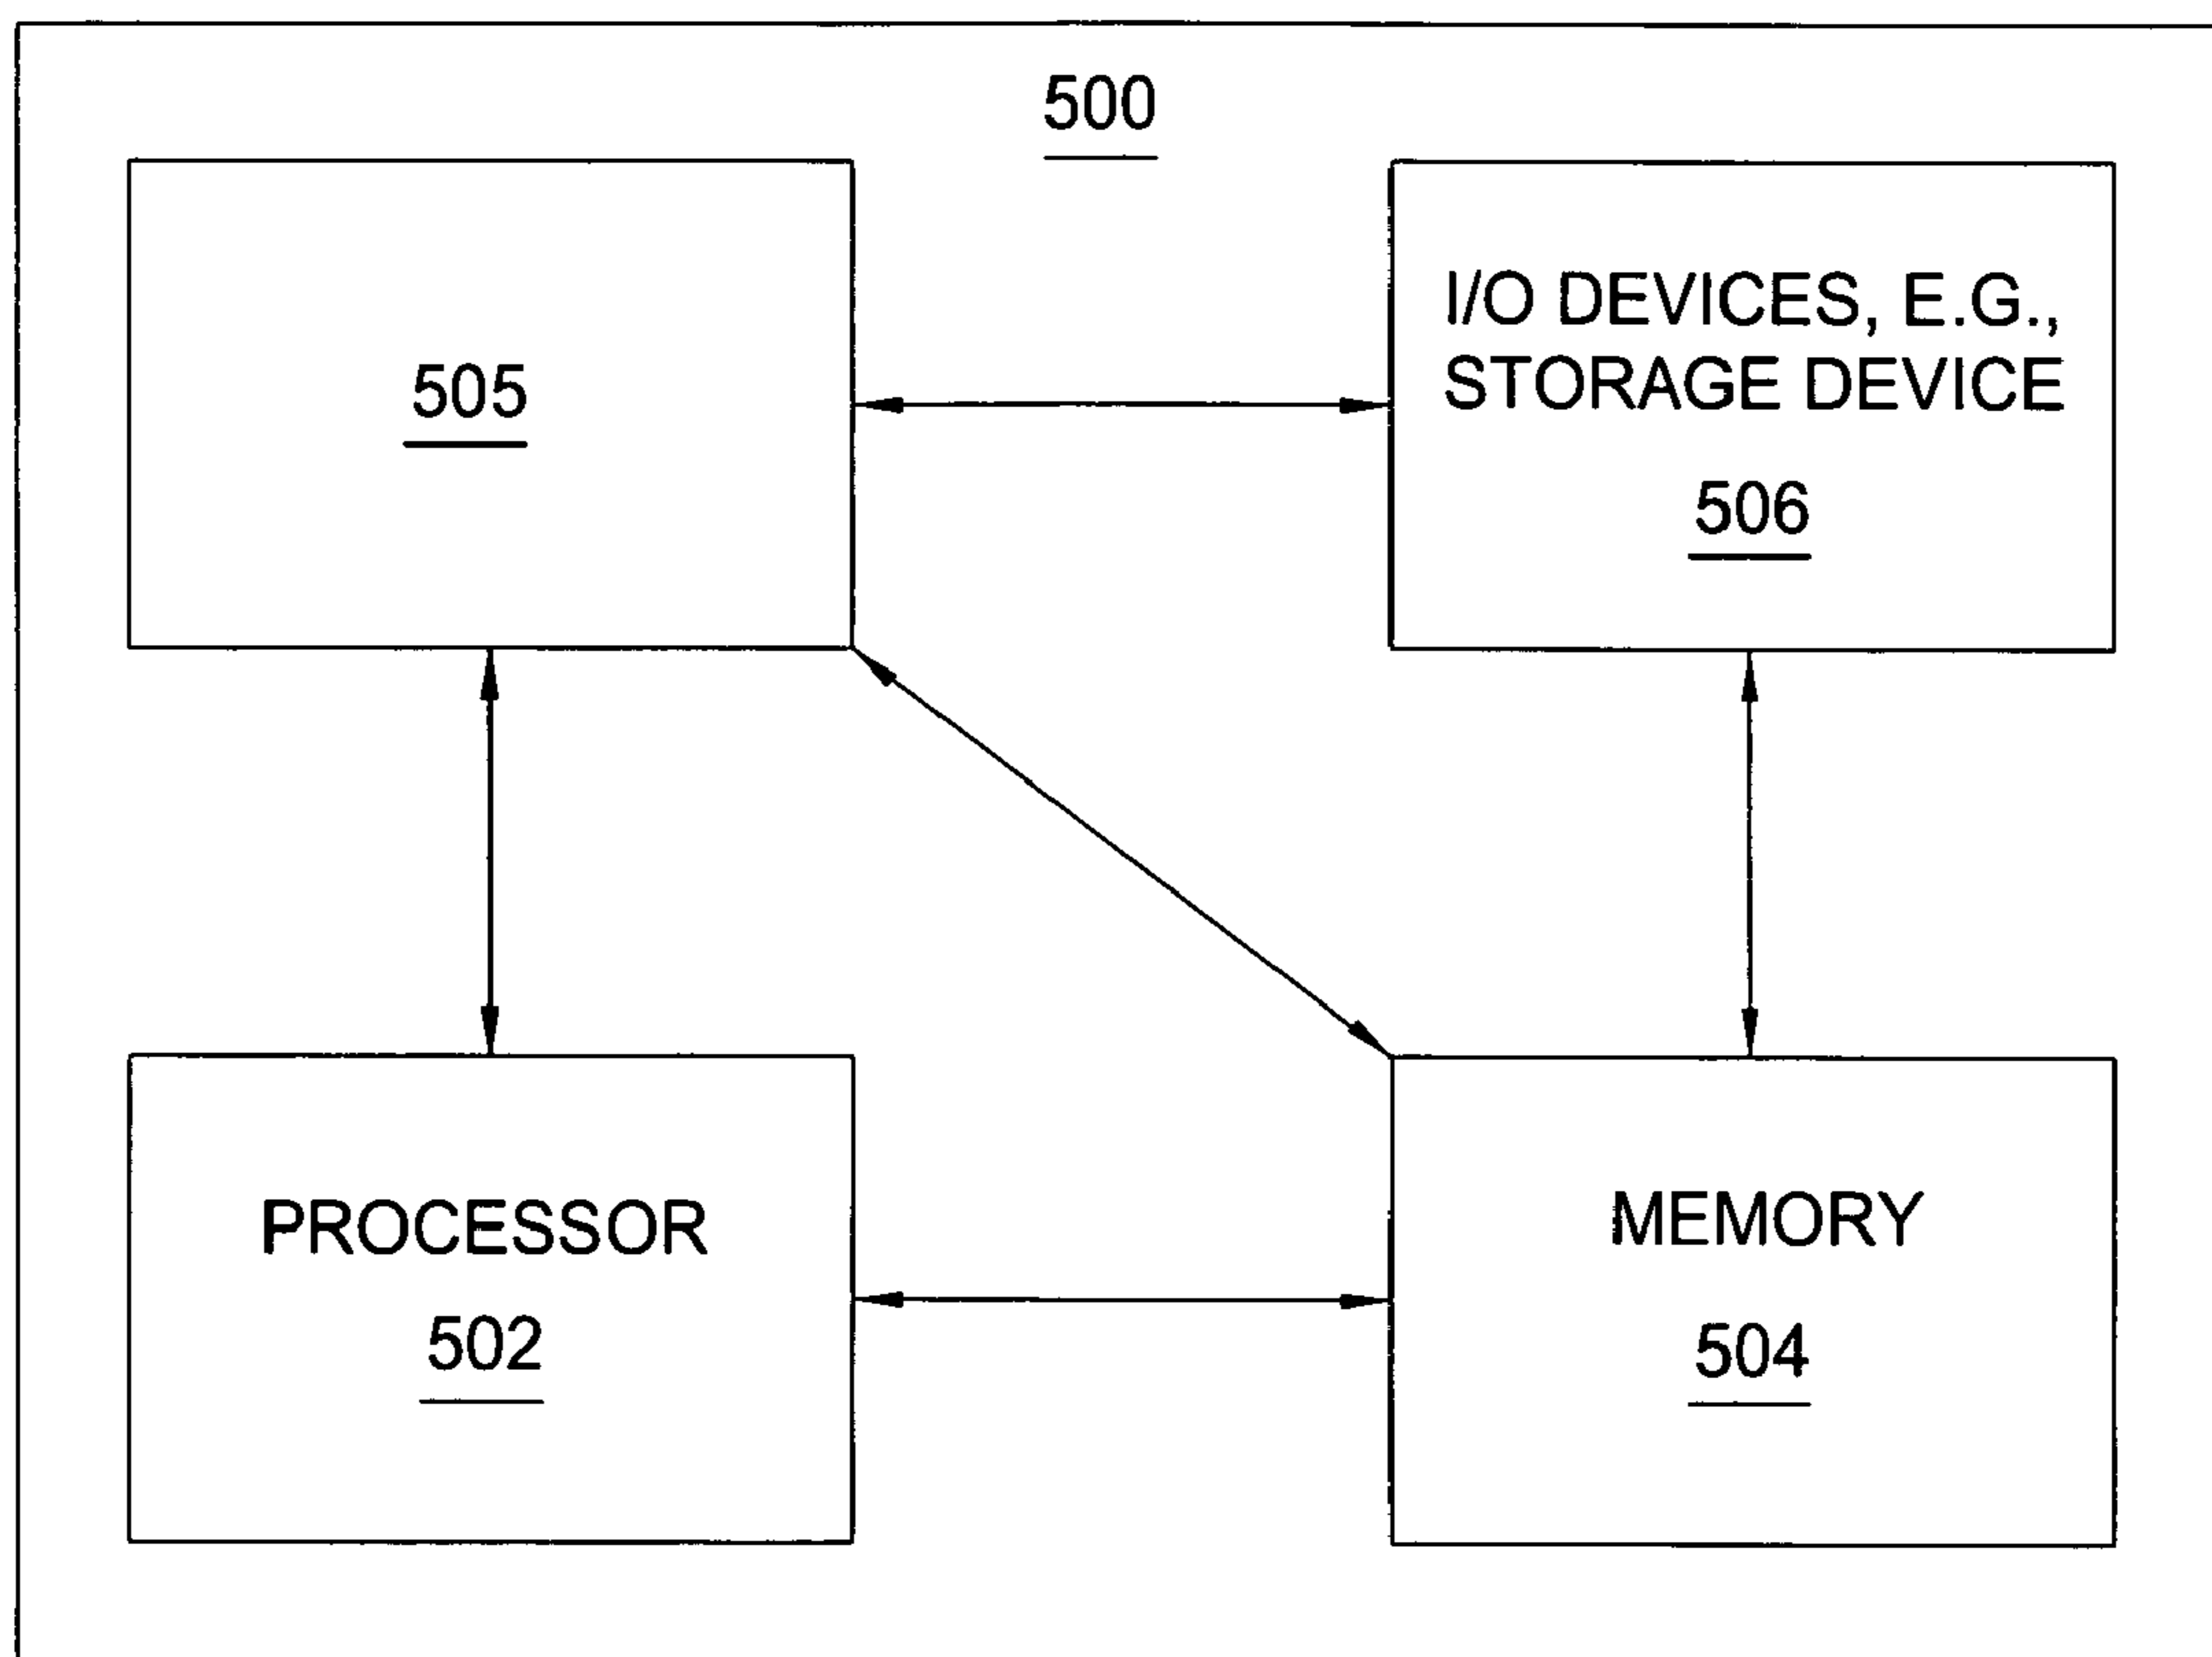 500
505
I/O DEVICES, E.G.,
STORAGE DEVICE
506
PROCESSOR
502
MEMORY
504